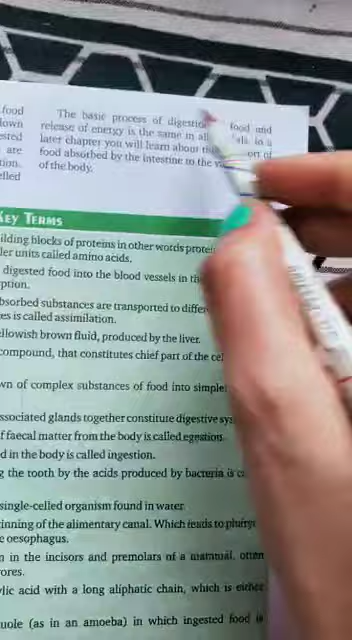 food
The basic process of digestio food and
down
release of energy is the same in all als. In a
ested
later chapter you will learn about th ort of
are
food absorbed by the intestine to the va
tion.
of the body.
elled
KEY TERMS
ilding blocks of proteins in other words protei
ler units called amino acids.
digested food into the blood vessels in the
ption.
bsorbed substances are transported to differ
es is called assimilation.
ellowish brown fluid, produced by the liver.
compound, that constitutes chief part of the cel
wn of complex substances of food into simple
ssociated glands together constitute digestive sys
f faecal matter from the body is called egestion.
d in the body is called ingestion.
g the tooth by the acids produced by bacteria is c
single-celled organism found in water.
inning of the alimentary canal. Which leads to
e oesophagus.
n in the incisors and premolars of a mammal, often
ores.
lic acid with a long aliphatic chain, which is either
uole (as in an amoeba) in which ingested food is